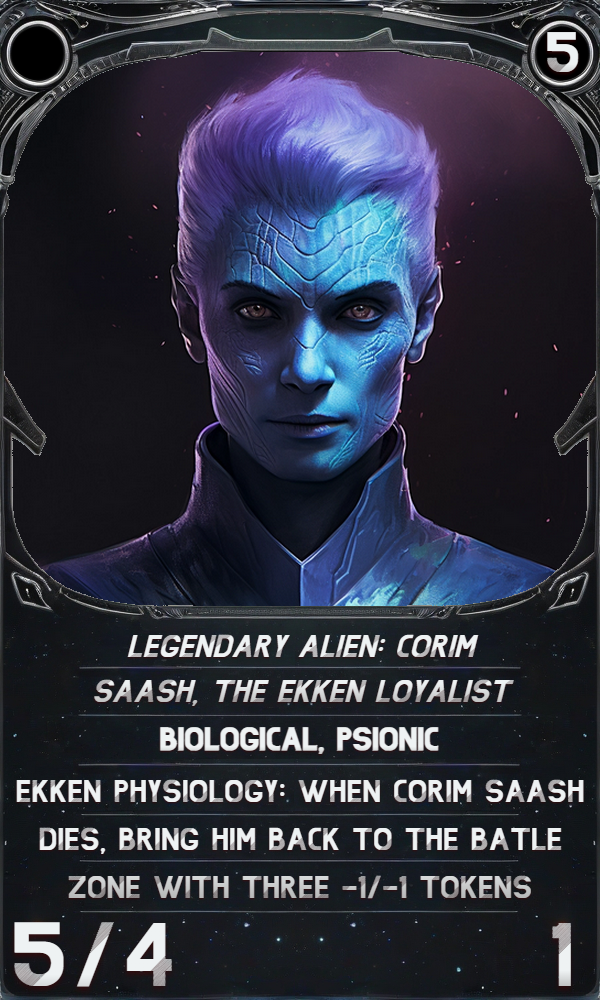 5
LEGENDARY ALIEN: CORIM
SAASH, THE EKKEN LOYALIST
BIOLOGICAL, PSIONIC
EKKEN PHYSIOLOGY: WHEN CORIM SAASH
DIES, BRING HIM BACK TO THE BATLE
ZONE WITH THREE -1/-1 TOKENS
5/4
1